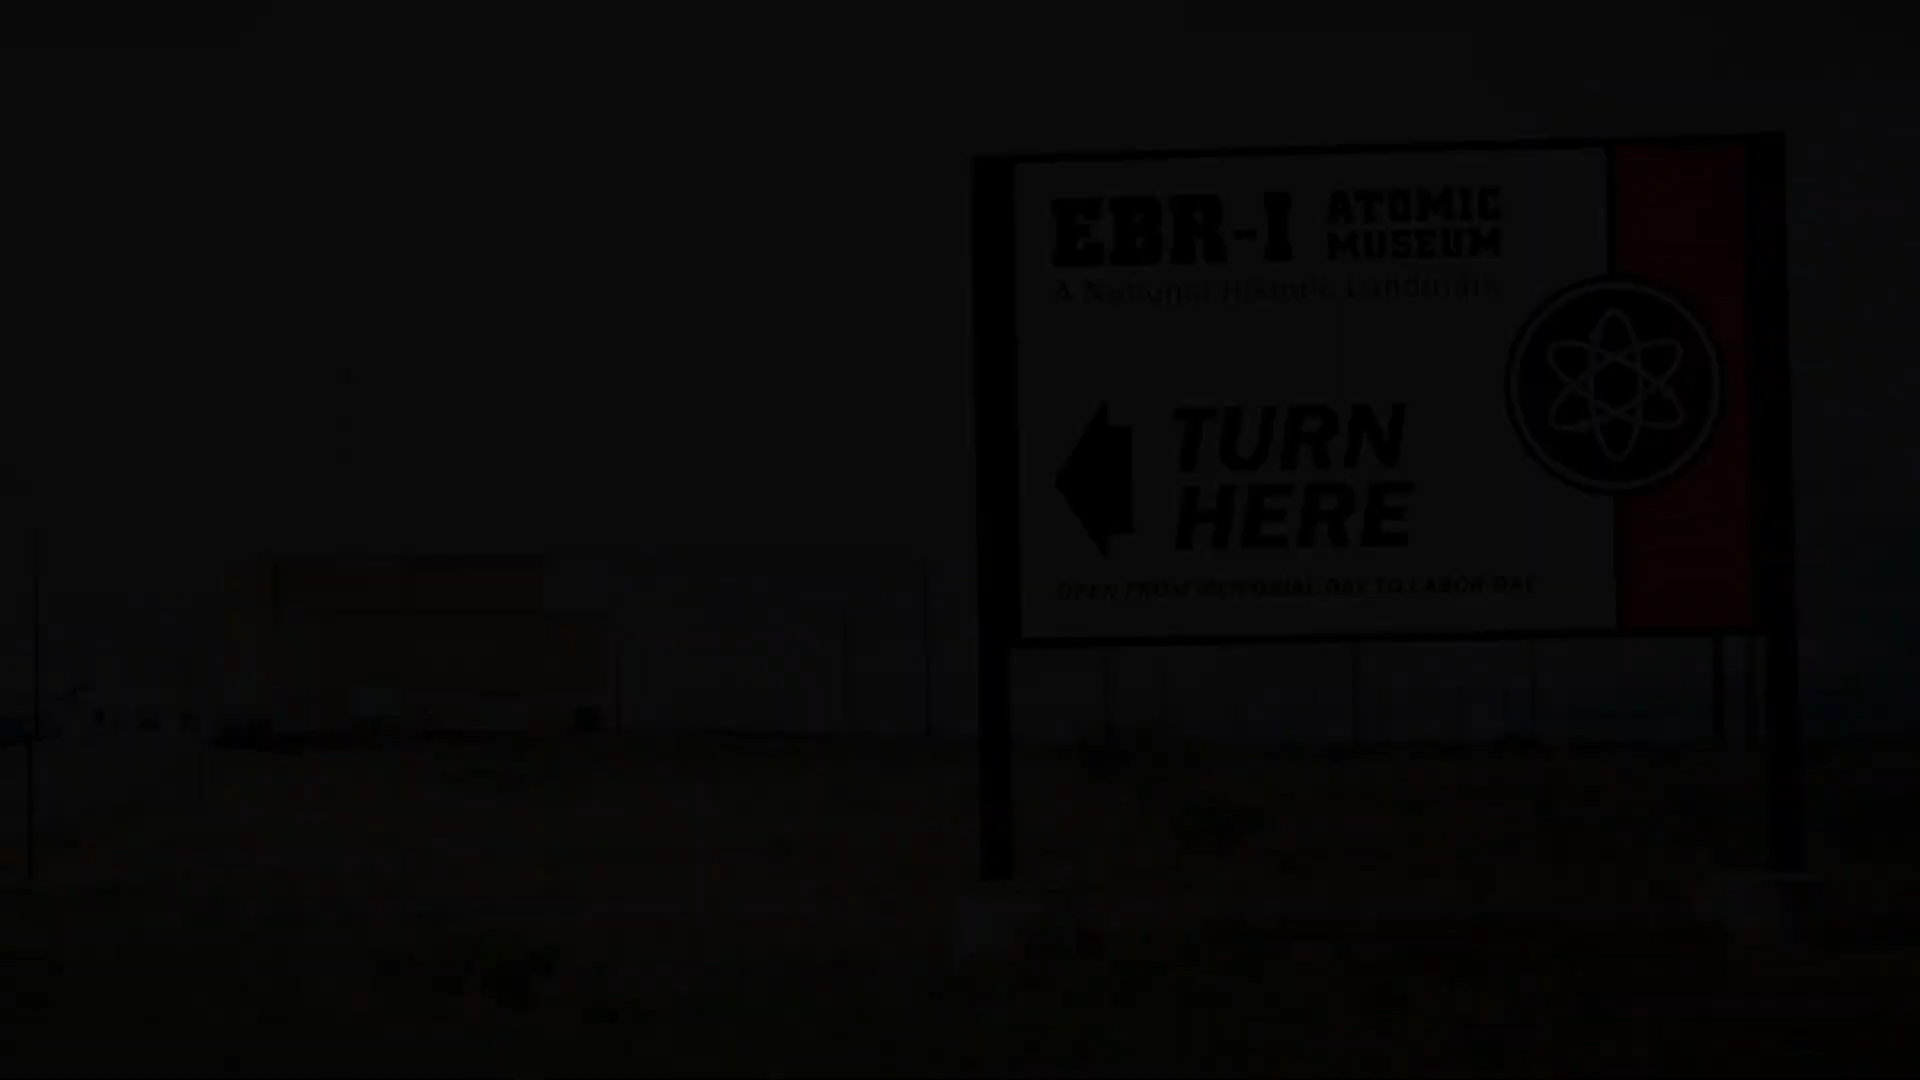 EBR-I ATOMIC MUSEUM
A National Historic Landmark
TURN
HERE
OPEN FROM MEMORIAL DAY TO LABOR DAY